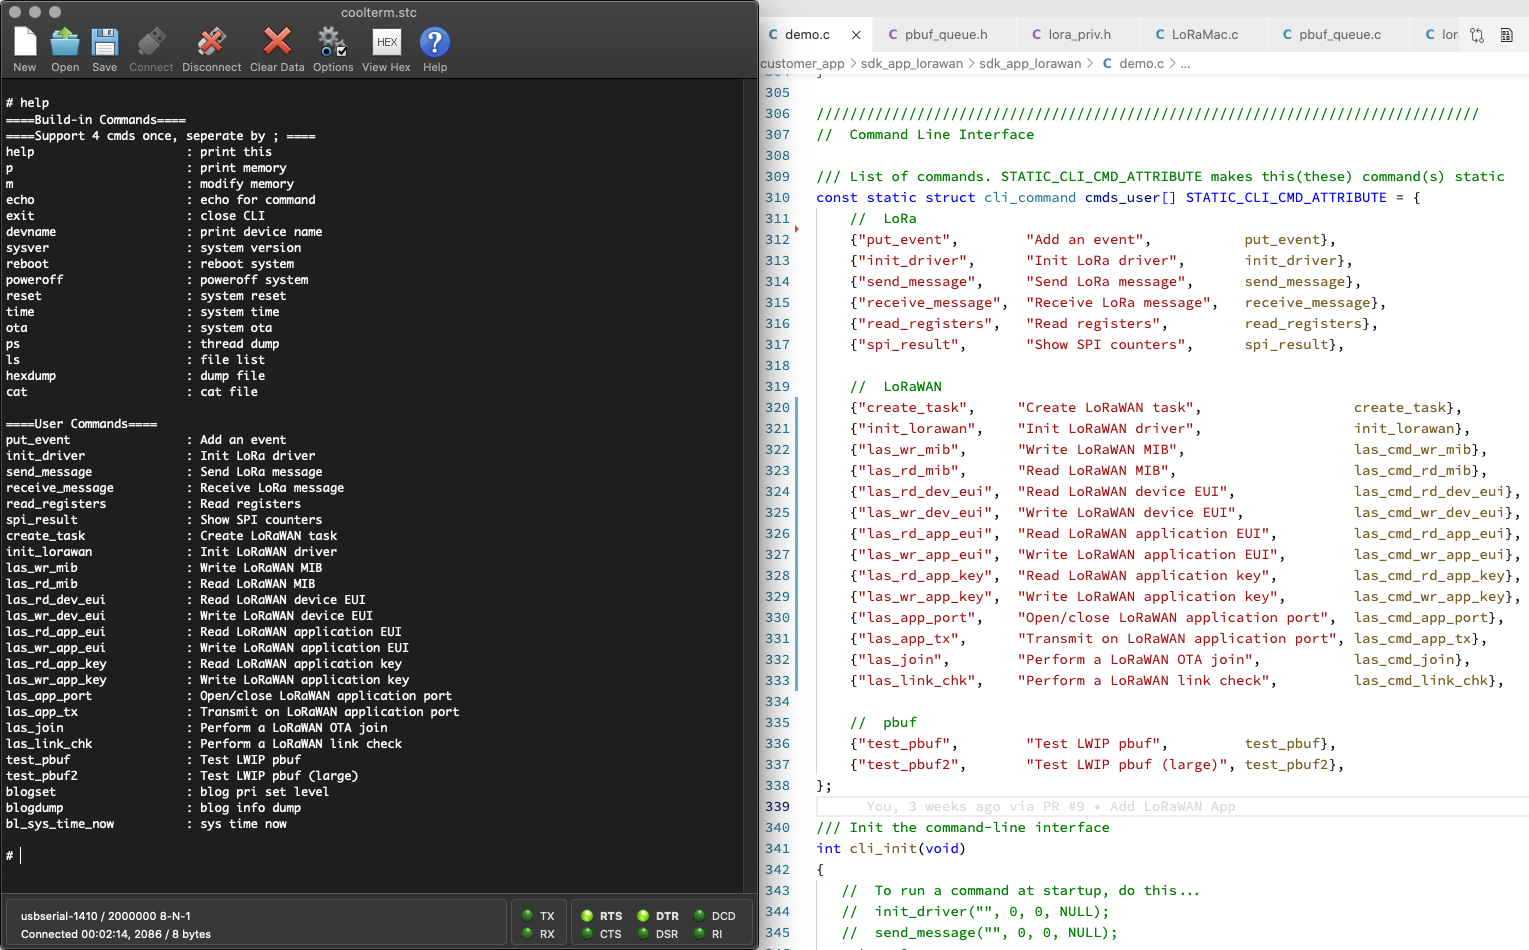 coolterm.stc
New Open Save Connect Disconnect Clear Data Options View Hex Help
HEX
# help
====Build-in Commands====
====Support 4 cmds once, seperate by ; ====
help : print this
p : print memory
m : modify memory
echo : echo for command
exit : close CLI
devname : print device name
sysver : system version
reboot : reboot system
poweroff : poweroff system
reset : system reset
time : system time
ota : system ota
ps : thread dump
ls : file list
hexdump : dump file
cat : cat file
====User Commands====
put_event : Add an event
init_driver : Init LoRa driver
send_message : Send LoRa message
receive_message : Receive LoRa message
read_registers : Read registers
spi_result : Show SPI counters
create_task : Create LoRaWAN task
init_lorawan : Init LoRaWAN driver
las_wr_mib : Write LoRaWAN MIB
las_rd_mib : Read LoRaWAN MIB
las_rd_dev_eui : Read LoRaWAN device EUI
las_wr_dev_eui : Write LoRaWAN device EUI
las_rd_app_eui : Read LoRaWAN application EUI
las_wr_app_eui : Write LoRaWAN application EUI
las_rd_app_key : Read LoRaWAN application key
las_wr_app_key : Write LoRaWAN application key
las_app_port : Open/close LoRaWAN application port
las_app_tx : Transmit on LoRaWAN application port
las_join : Perform a LoRaWAN OTA join
las_link_chk : Perform a LoRaWAN link check
test_pbuf : Test LWIP pbuf
test_pbuf2 : Test LWIP pbuf (large)
blogset : blog pri set level
blogdump : blog info dump
bl_sys_time_now : sys time now
#
usbserial-1410 / 2000000 8-N-1
Connected 00:02:14, 2086 / 8 bytes
TX RTS DTR DCD
RX CTS DSR RI
C demo.c × C pbuf_queue.h C lora_priv.h C LoRaMac.c C pbuf_queue.c C lor
customer_app > sdk_app_lorawan > sdk_app_lorawan > C demo.c > ...
305
306 ///////////////////////////////////////////////////////////////////////////////
307 // Command Line Interface
308
309 /// List of commands. STATIC_CLI_CMD_ATTRIBUTE makes this(these) command(s) static
310 const static struct cli_command cmds_user[] STATIC_CLI_CMD_ATTRIBUTE = {
311 // LoRa
312 {"put_event", "Add an event", put_event},
313 {"init_driver", "Init LoRa driver", init_driver},
314 {"send_message", "Send LoRa message", send_message},
315 {"receive_message", "Receive LoRa message", receive_message},
316 {"read_registers", "Read registers", read_registers},
317 {"spi_result", "Show SPI counters", spi_result},
318
319 // LoRaWAN
320 {"create_task", "Create LoRaWAN task", create_task},
321 {"init_lorawan", "Init LoRaWAN driver", init_lorawan},
322 {"las_wr_mib", "Write LoRaWAN MIB", las_cmd_wr_mib},
323 {"las_rd_mib", "Read LoRaWAN MIB", las_cmd_rd_mib},
324 {"las_rd_dev_eui", "Read LoRaWAN device EUI", las_cmd_rd_dev_eui},
325 {"las_wr_dev_eui", "Write LoRaWAN device EUI", las_cmd_wr_dev_eui},
326 {"las_rd_app_eui", "Read LoRaWAN application EUI", las_cmd_rd_app_eui},
327 {"las_wr_app_eui", "Write LoRaWAN application EUI", las_cmd_wr_app_eui},
328 {"las_rd_app_key", "Read LoRaWAN application key", las_cmd_rd_app_key},
329 {"las_wr_app_key", "Write LoRaWAN application key", las_cmd_wr_app_key},
330 {"las_app_port", "Open/close LoRaWAN application port", las_cmd_app_port},
331 {"las_app_tx", "Transmit on LoRaWAN application port", las_cmd_app_tx},
332 {"las_join", "Perform a LoRaWAN OTA join", las_cmd_join},
333 {"las_link_chk", "Perform a LoRaWAN link check", las_cmd_link_chk},
334
335 // pbuf
336 {"test_pbuf", "Test LWIP pbuf", test_pbuf},
337 {"test_pbuf2", "Test LWIP pbuf (large)", test_pbuf2},
338 };
339 You, 3 weeks ago via PR #9 • Add LoRaWAN App
340 /// Init the command-line interface
341 int cli_init(void)
342 {
343 // To run a command at startup, do this...
344 // init_driver("", 0, 0, NULL);
345 // send_message("", 0, 0, NULL);